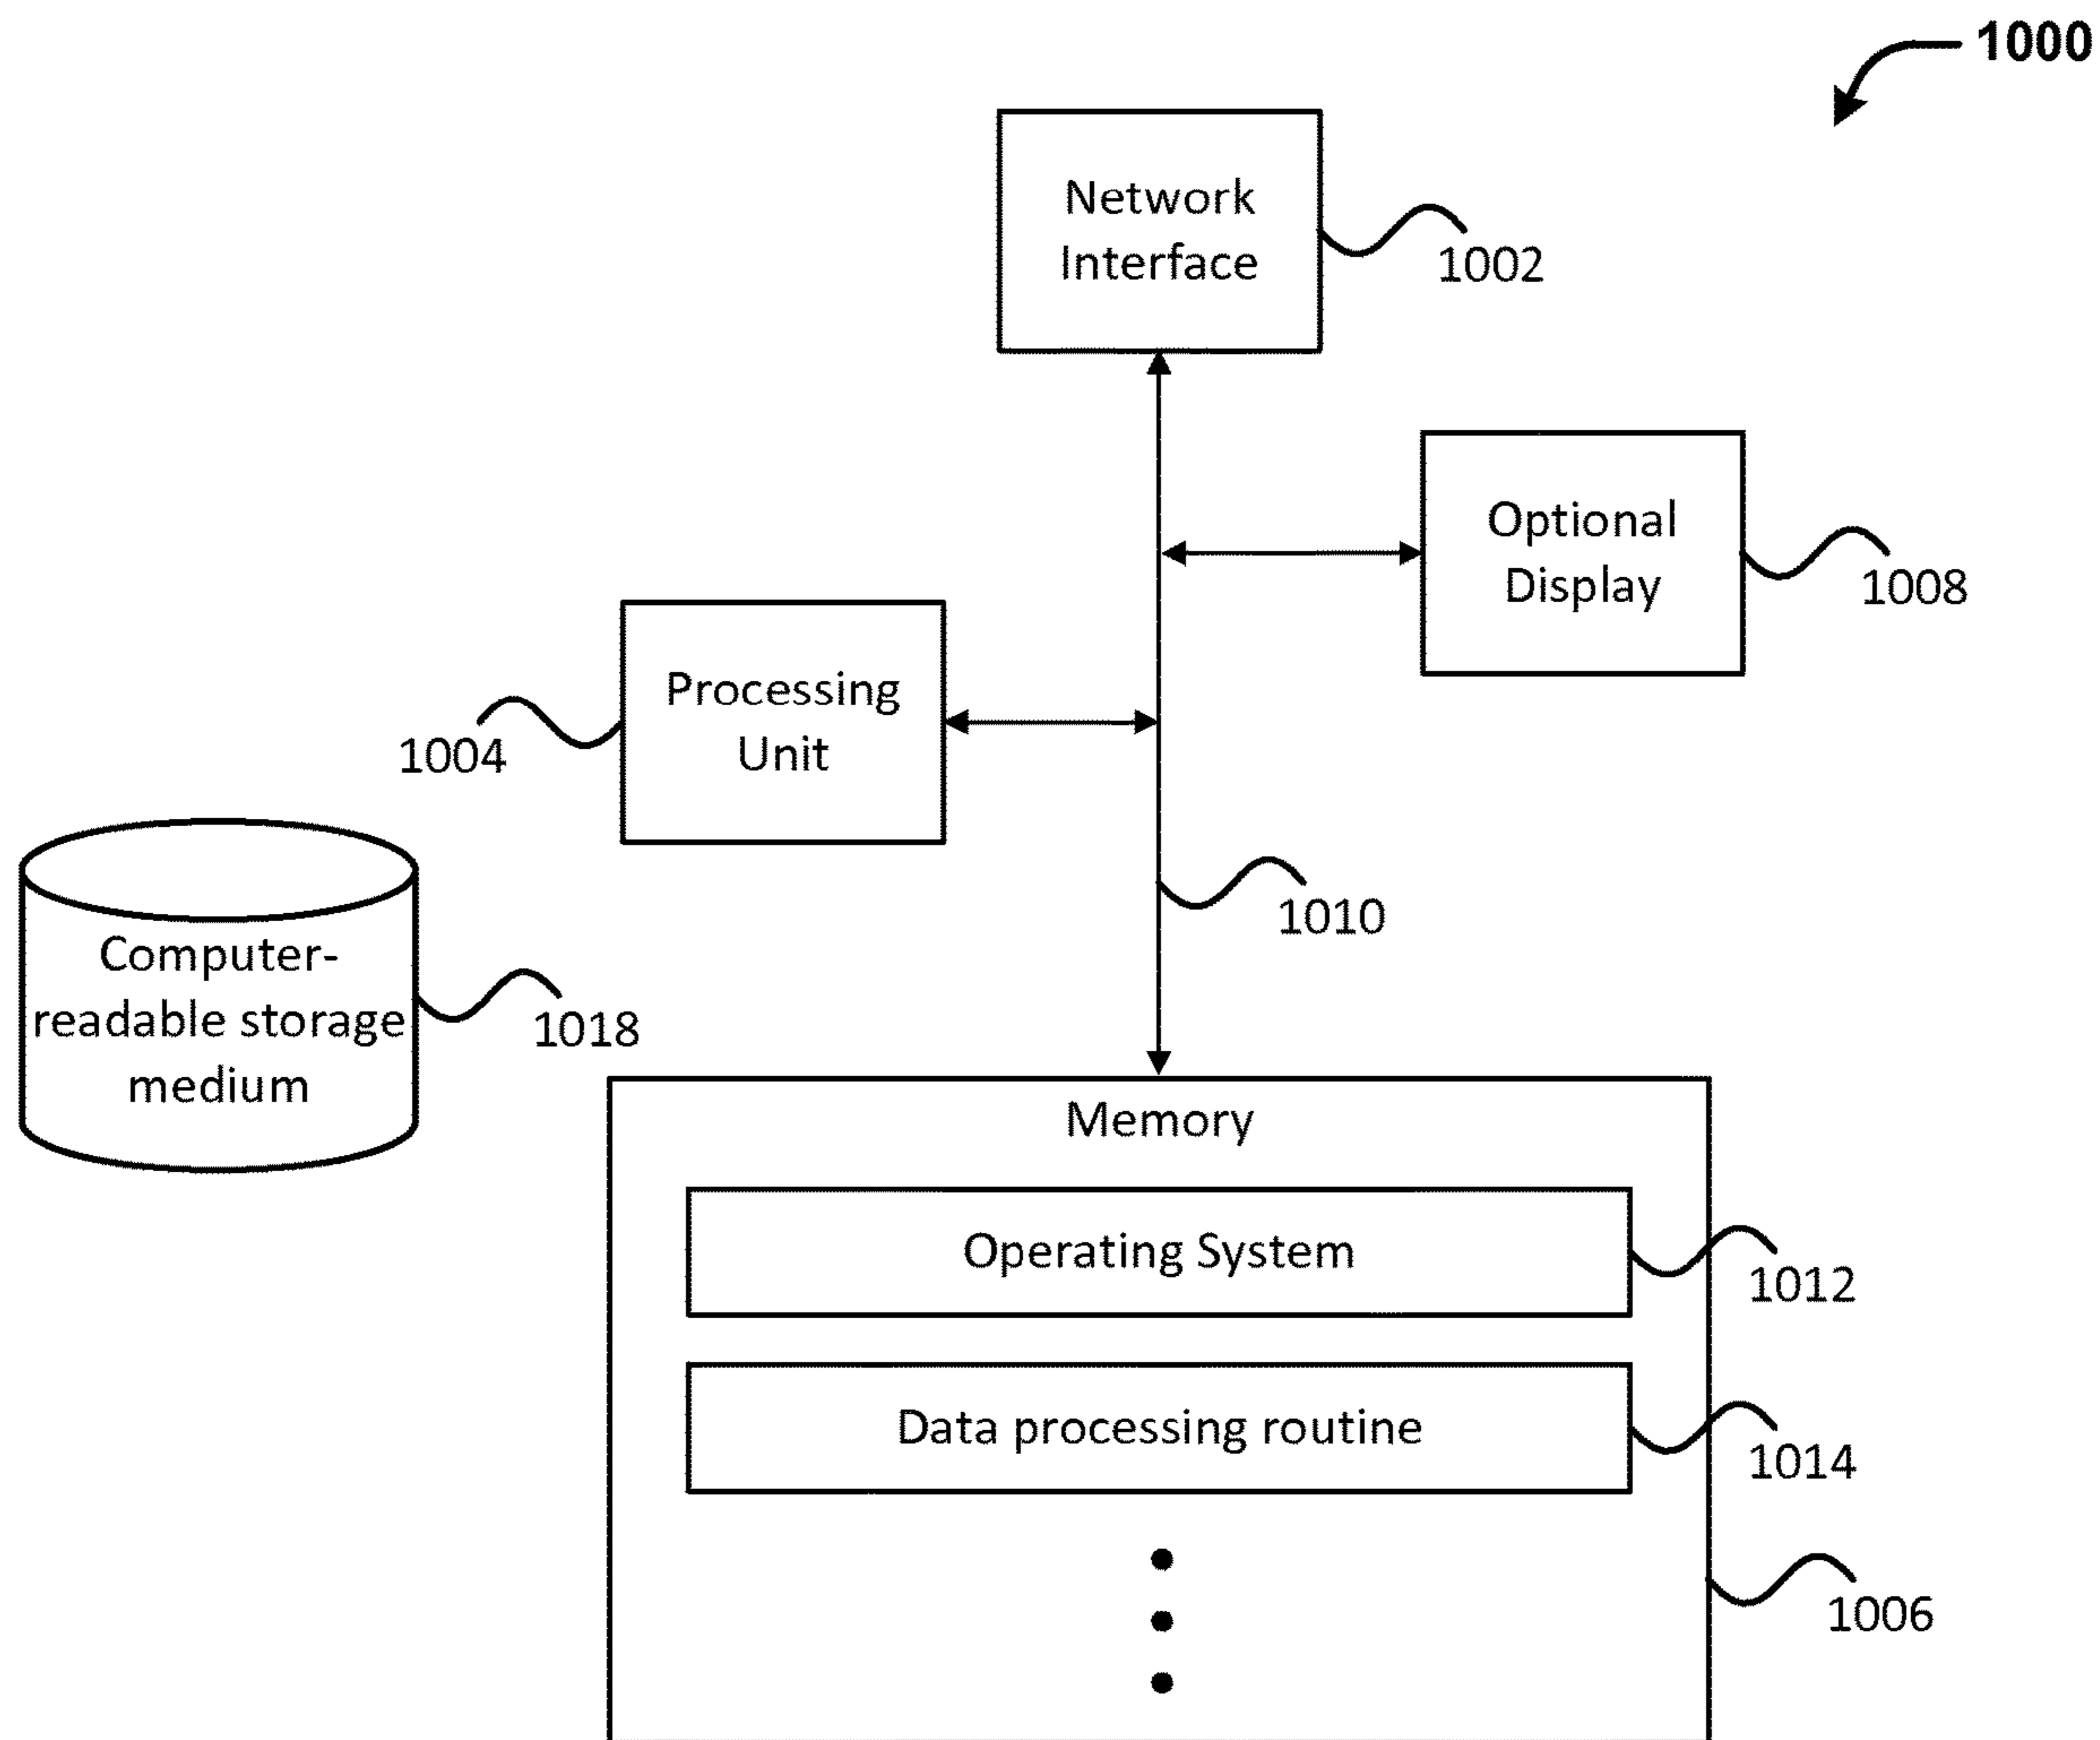 1000
Network
Interface
1002
Optional
Display
1008
Processing
Unit
1004
1010
Computer-
readable storage
medium
1018
Memory
Operating System
1012
Data processing routine
1014
1006